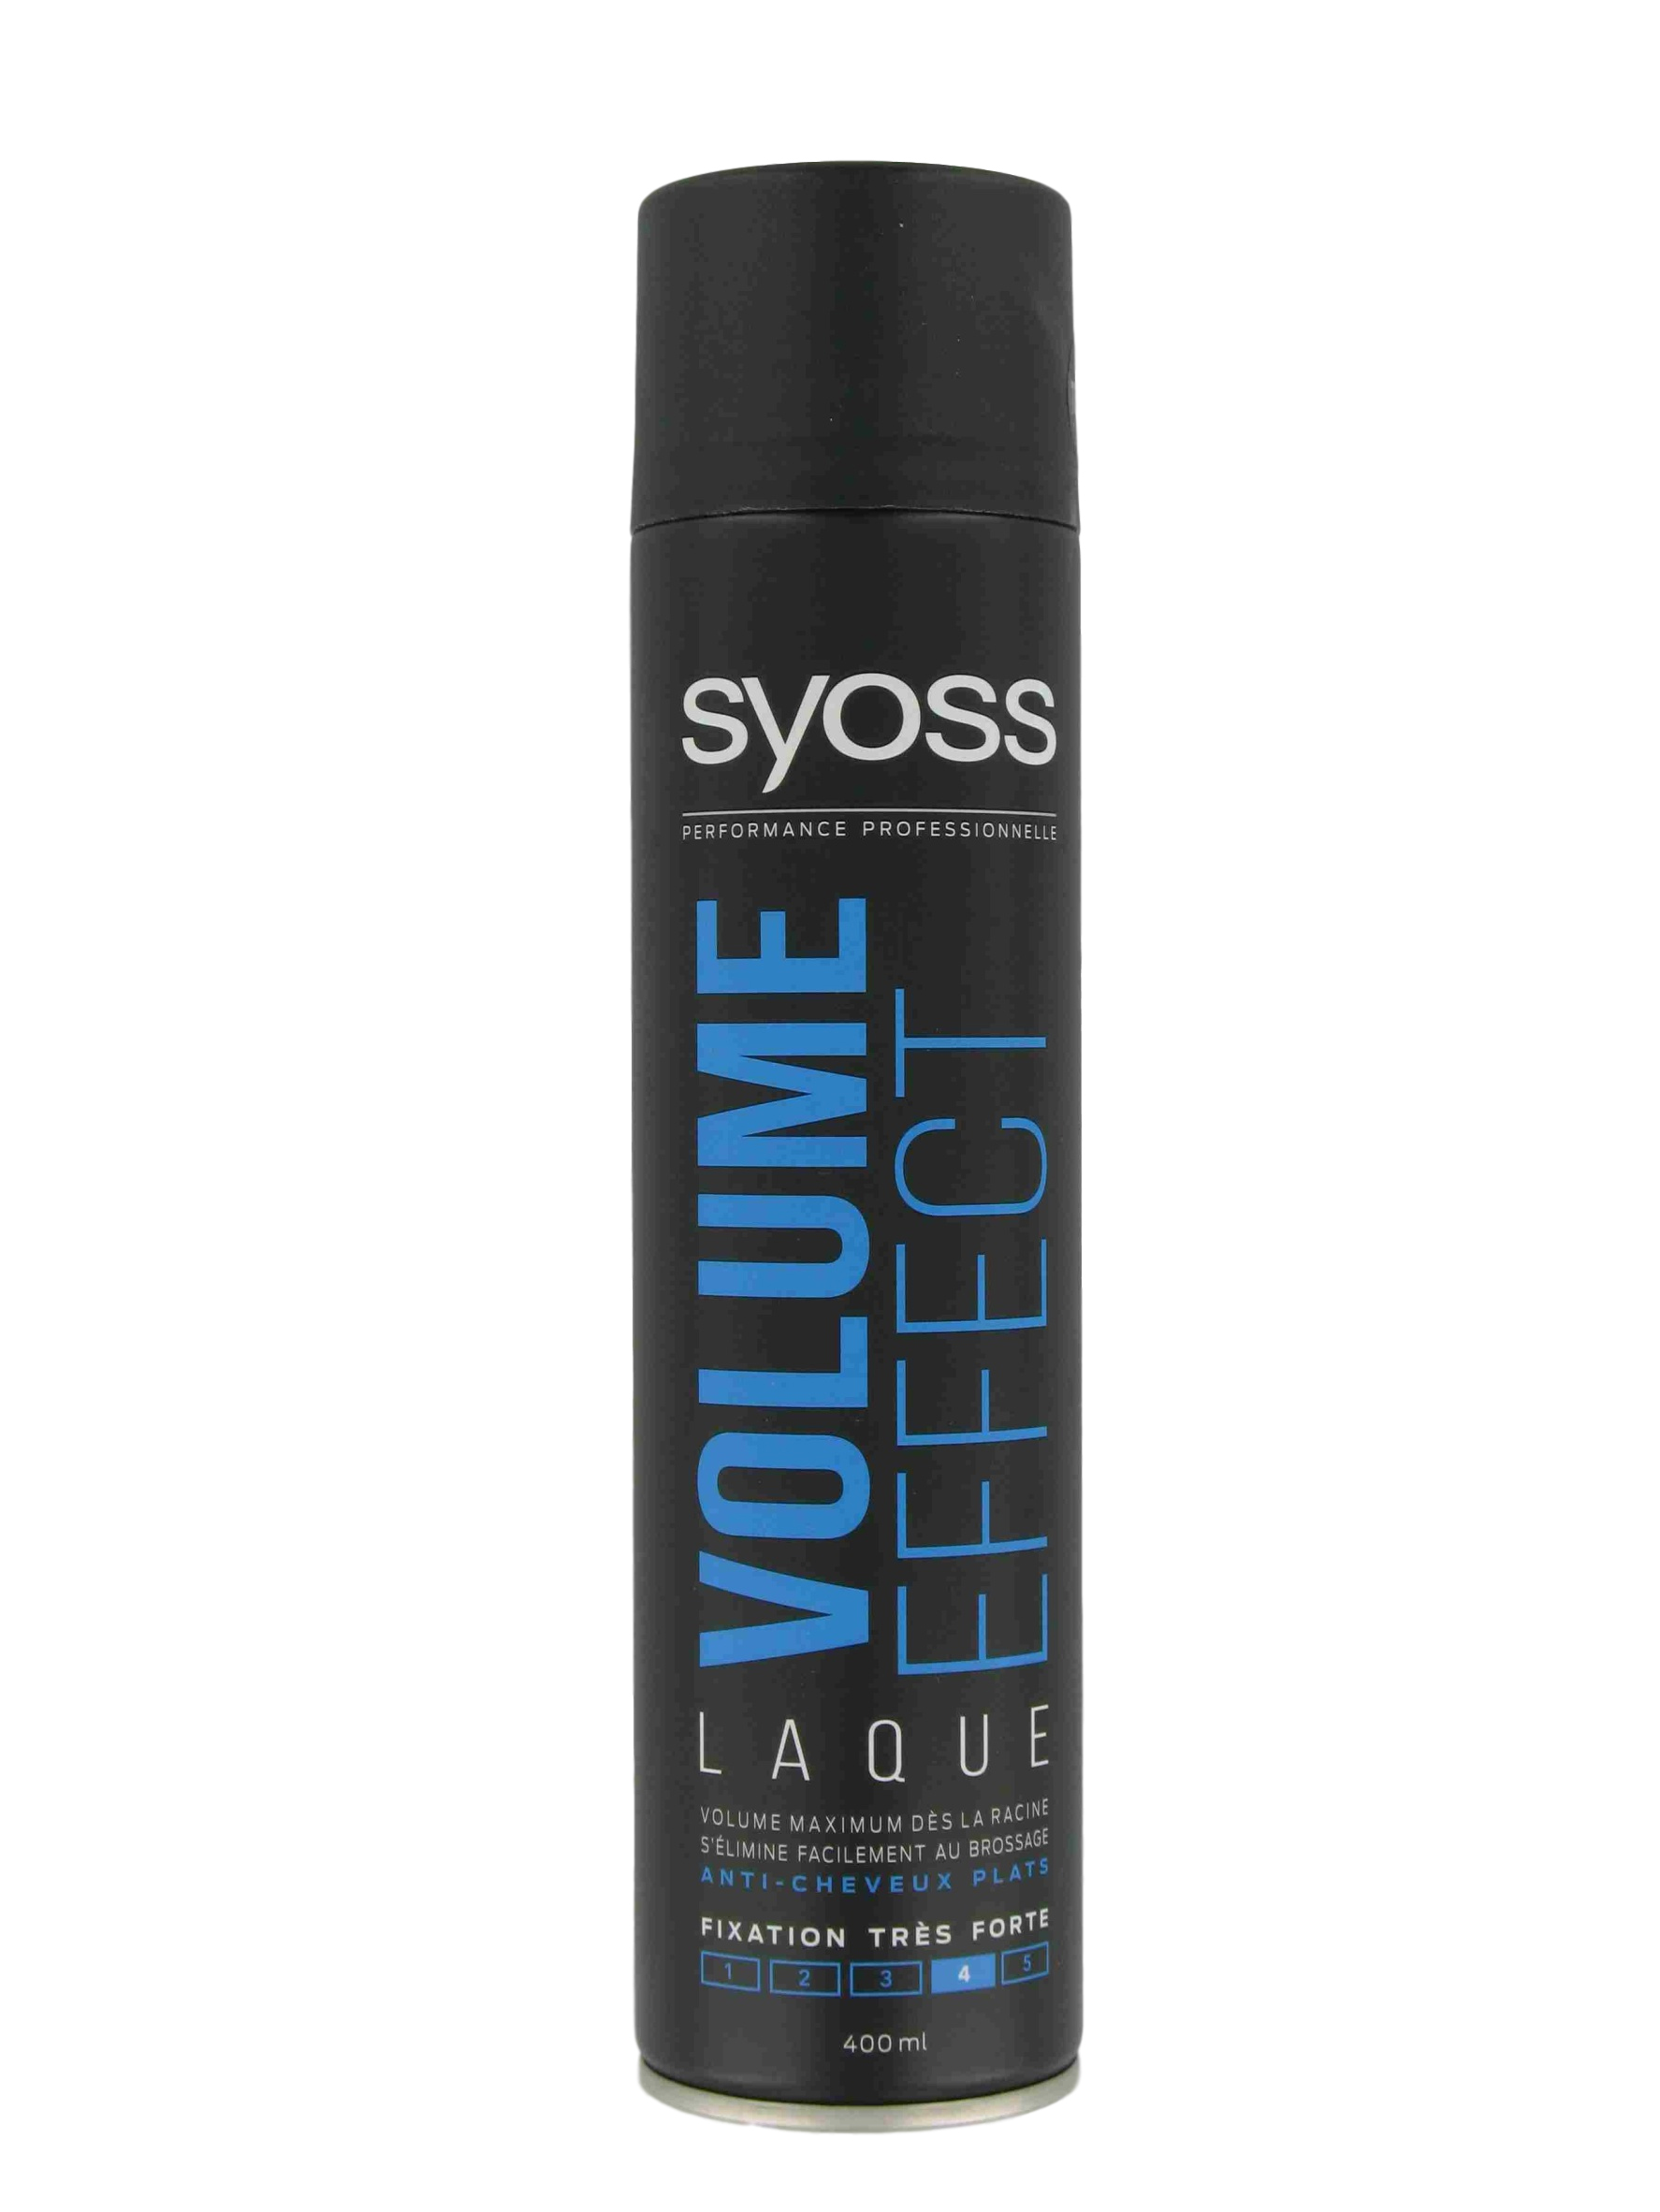 syoss
PERFORMANCE PROFESSIONNELLE
VOLUME
EFFECT
LAQUE
VOLUME MAXIMUM DÈS LA RACINE
S'ÉLIMINE FACILEMENT AU BROSSAGE
ANTI-CHEVEUX PLATS
FIXATION TRÈS FORTE
1 2 3 4 5
400 ml